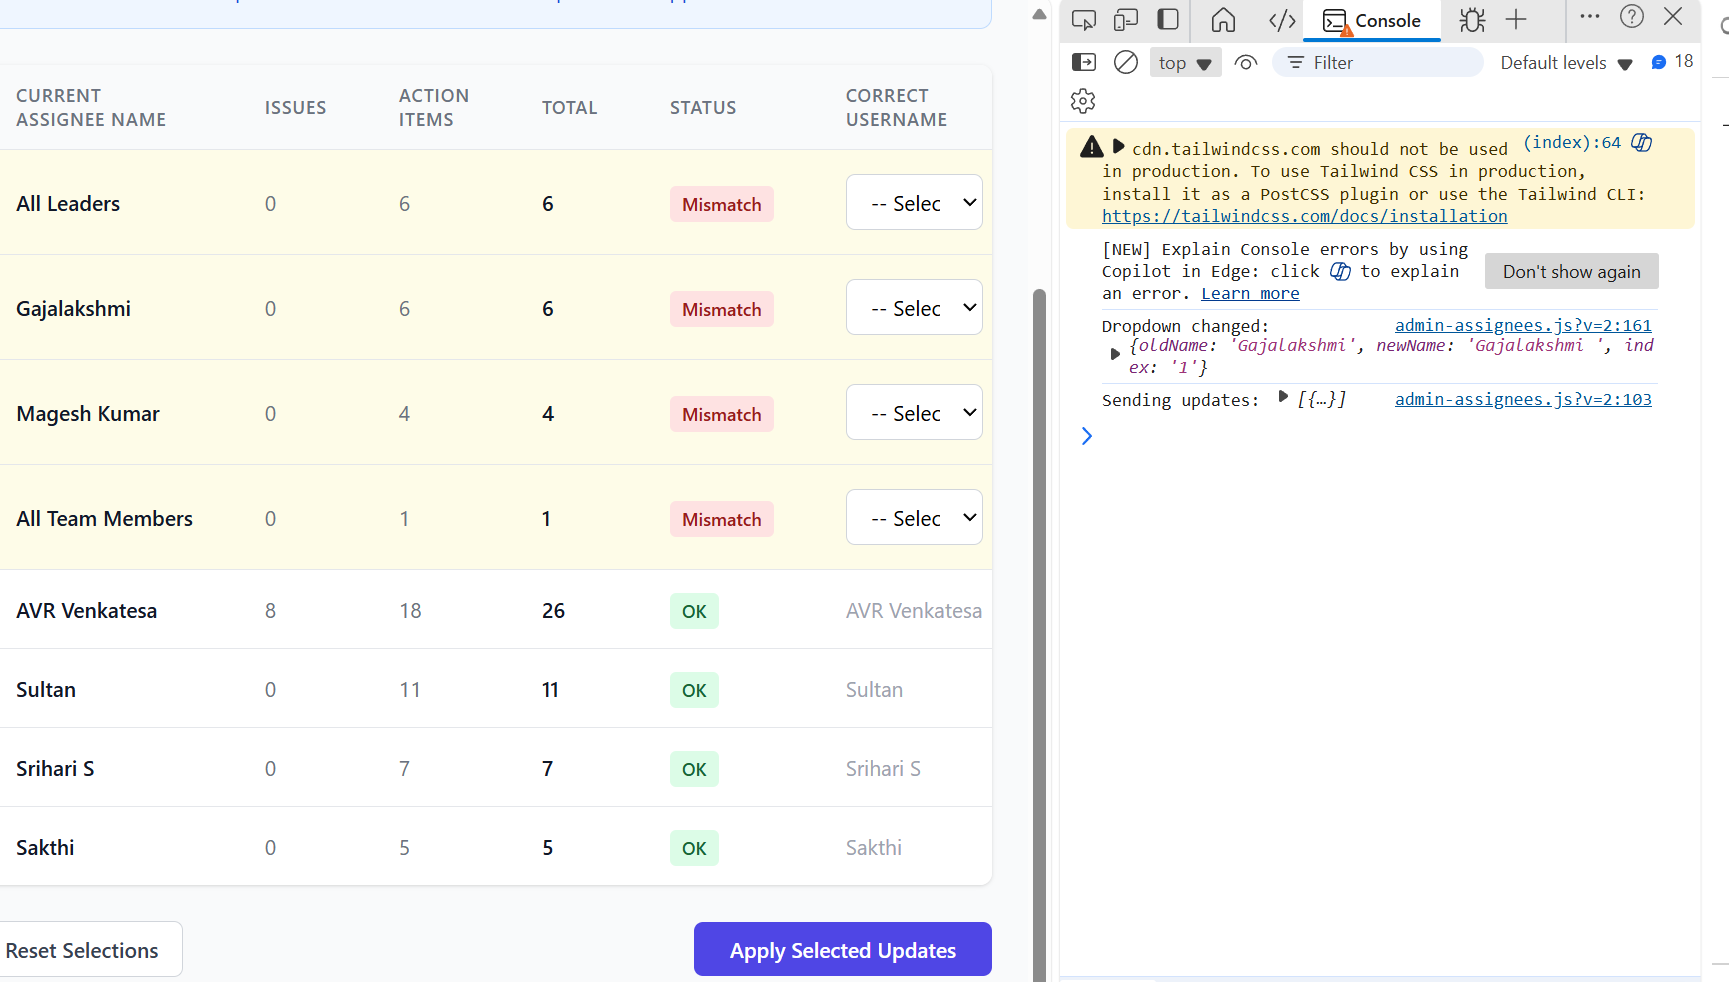 CURRENT
ASSIGNEE NAME
ISSUES
ACTION
ITEMS
TOTAL
STATUS
CORRECT
USERNAME
All Leaders 0 6 6 Mismatch -- Selec
Gajalakshmi 0 6 6 Mismatch -- Selec
Magesh Kumar 0 4 4 Mismatch -- Selec
All Team Members 0 1 1 Mismatch -- Selec
AVR Venkatesa 8 18 26 OK AVR Venkatesa
Sultan 0 11 11 OK Sultan
Srihari S 0 7 7 OK Srihari S
Sakthi 0 5 5 OK Sakthi
Reset Selections
Apply Selected Updates
Console
top
Filter
Default levels
18
cdn.tailwindcss.com should not be used (index):64
in production. To use Tailwind CSS in production,
install it as a PostCSS plugin or use the Tailwind CLI:
https://tailwindcss.com/docs/installation
[NEW] Explain Console errors by using
Copilot in Edge: click to explain
an error. Learn more
Don't show again
Dropdown changed: admin-assignees.js?v=2:161
{oldName: 'Gajalakshmi', newName: 'Gajalakshmi ', ind
ex: '1'}
Sending updates: [{…}] admin-assignees.js?v=2:103